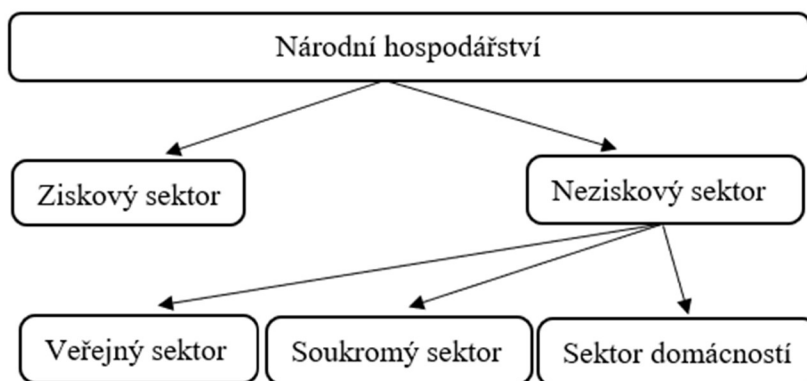 Národní hospodářství
Ziskový sektor
Neziskový sektor
Veřejný sektor
Soukromý sektor
Sektor domácností